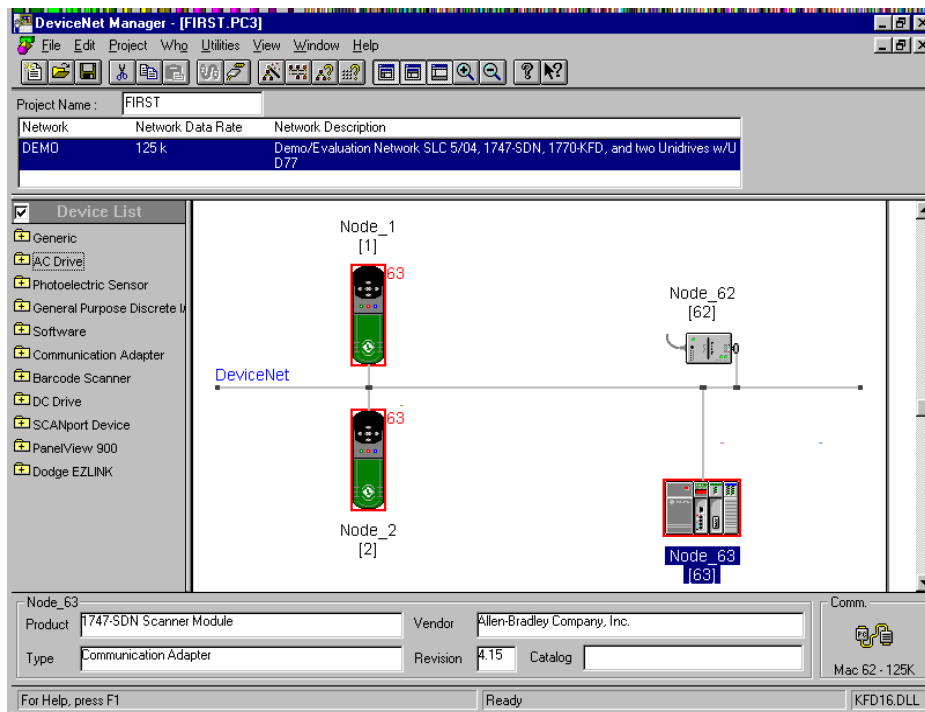 DeviceNet Manager - [FIRST.PC3]
File Edit Project Who Utilities View Window Help
Project Name : FIRST
Network Network Data Rate Network Description
DEMO 125 k Demo/Evaluation Network SLC 5/04, 1747-SDN, 1770-KFD, and two Unidrives w/U
D77
Device List
Generic
AC Drive
Photoelectric Sensor
General Purpose Discrete I/
Software
Communication Adapter
Barcode Scanner
DC Drive
SCANport Device
PanelView 900
Dodge EZLINK
Node_1
[1]
63
Node_62
[62]
DeviceNet
63
Node_2
[2]
Node_63
[63]
Node_63
Product 1747-SDN Scanner Module Vendor Allen-Bradley Company, Inc.
Type Communication Adapter Revision 4.15 Catalog
Comm.
Mac 62 - 125K
For Help, press F1 Ready KFD16.DLL